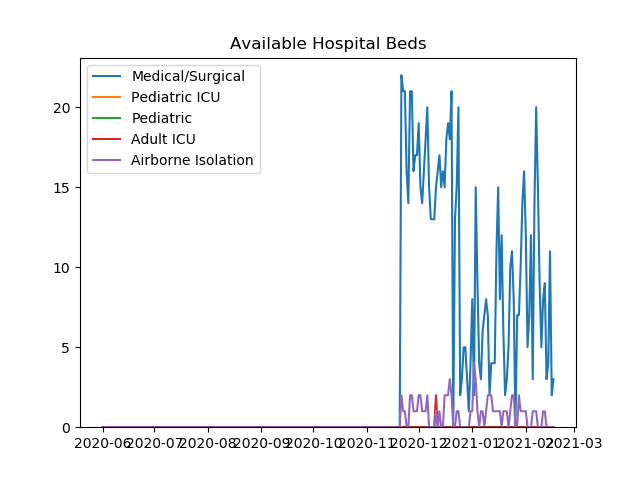 Available Hospital Beds
Medical/Surgical
Pediatric ICU
Pediatric
Adult ICU
Airborne Isolation
20
15
10
5
0
2020-06 2020-07 2020-08 2020-09 2020-10 2020-11 2020-12 2021-01 2021-02 2021-03